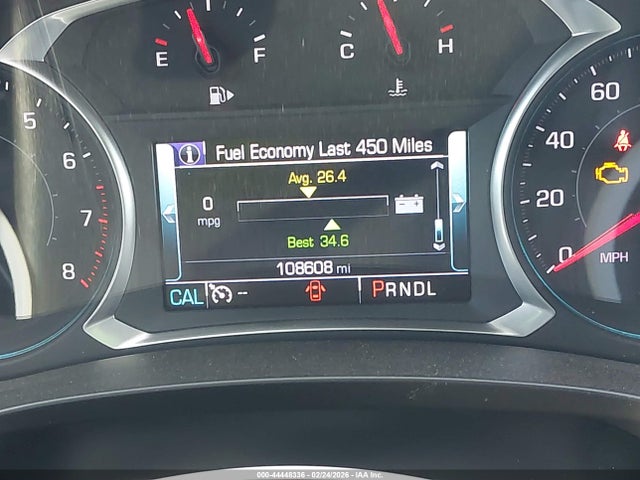 E F
C H
5
6
7
8
Fuel Economy Last 450 Miles
Avg. 26.4
0
mpg
Best 34.6
108608 mi
CAL -- PRNDL
60
40
20
0
MPH
000-44448336 - 02/24/2026 - IAA Inc.